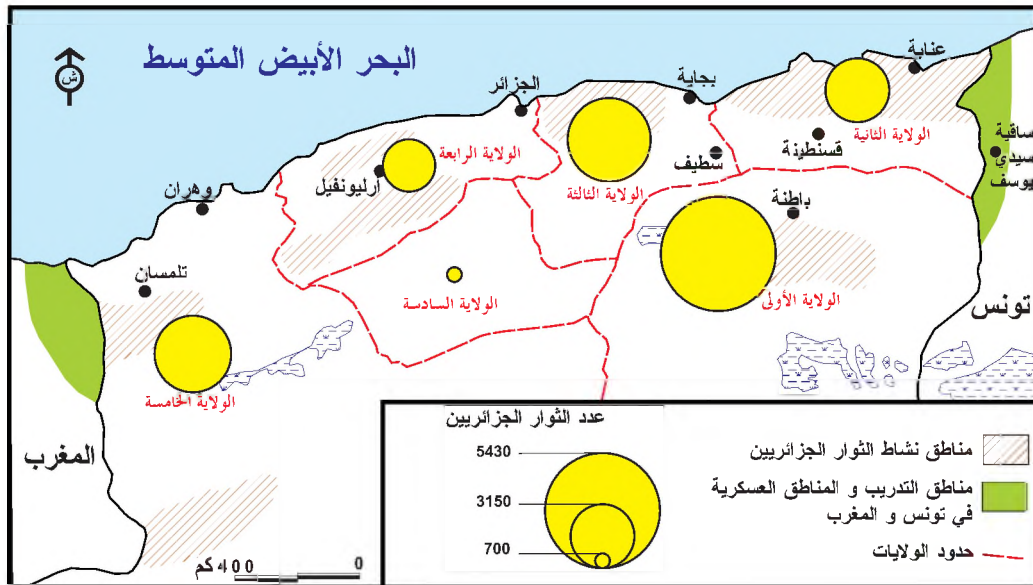 البحر الأبيض المتوسط
ش
عنابة
بجاية
الجزائر
ساقية
سيدي
يوسف
قسنطينة
الولاية الثانية
سطيف
الولاية الرابعة
أرليونفيل
الولاية الثالثة
وهران
باطنة
تلمسان
الولاية السادسة
الولاية الأولى
تونس
الولاية الخامسة
المغرب
عدد الثوار الجزائريين
5430
3150
700
مناطق نشاط الثوار الجزائريين
مناطق التدريب و المناطق العسكرية
في تونس و المغرب
حدود الولايات
0
400 كم